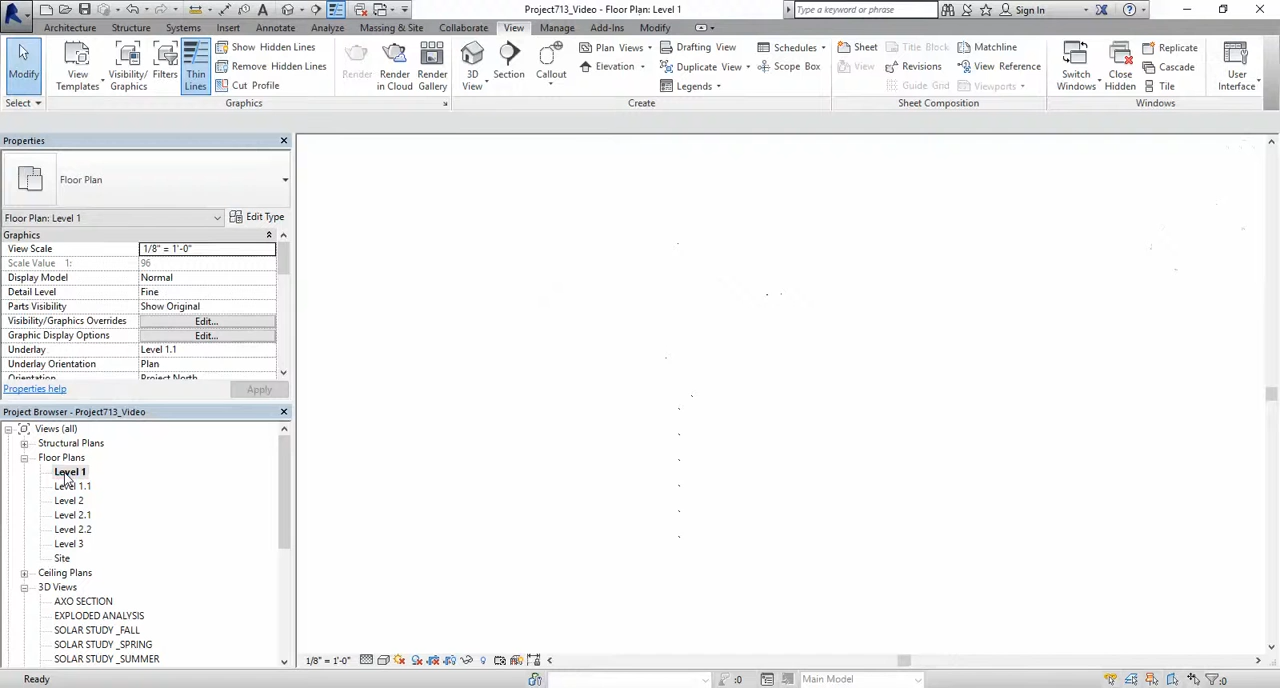 Project713_Video - Floor Plan: Level 1
Type a keyword or phrase
Sign In
Architecture Structure Systems Insert Annotate Analyze Massing & Site Collaborate View Manage Add-Ins Modify
Modify
View Templates
Visibility/ Graphics
Filters
Thin Lines
Show Hidden Lines
Remove Hidden Lines
Cut Profile
Render
Render in Cloud
Render Gallery
3D View
Section
Callout
Plan Views
Elevation
Drafting View
Duplicate View
Legends
Schedules
Scope Box
Sheet
View
Title Block
Revisions
Guide Grid
Matchline
View Reference
Viewports
Switch Windows
Close Hidden
Replicate
Cascade
Tile
User Interface
Select
Graphics
Create
Sheet Composition
Windows
Properties
Floor Plan
Floor Plan: Level 1
Edit Type
Graphics
View Scale 1/8" = 1'-0"
Scale Value 1: 96
Display Model Normal
Detail Level Fine
Parts Visibility Show Original
Visibility/Graphics Overrides Edit...
Graphic Display Options Edit...
Underlay Level 1.1
Underlay Orientation Plan
Orientation Project North
Properties help
Apply
Project Browser - Project713_Video
Views (all)
Structural Plans
Floor Plans
Level 1
Level 1.1
Level 2
Level 2.1
Level 2.2
Level 3
Site
Ceiling Plans
3D Views
AXO SECTION
EXPLODED ANALYSIS
SOLAR STUDY _FALL
SOLAR STUDY _SPRING
SOLAR STUDY _SUMMER
1/8" = 1'-0"
Ready
:0
Main Model
:0